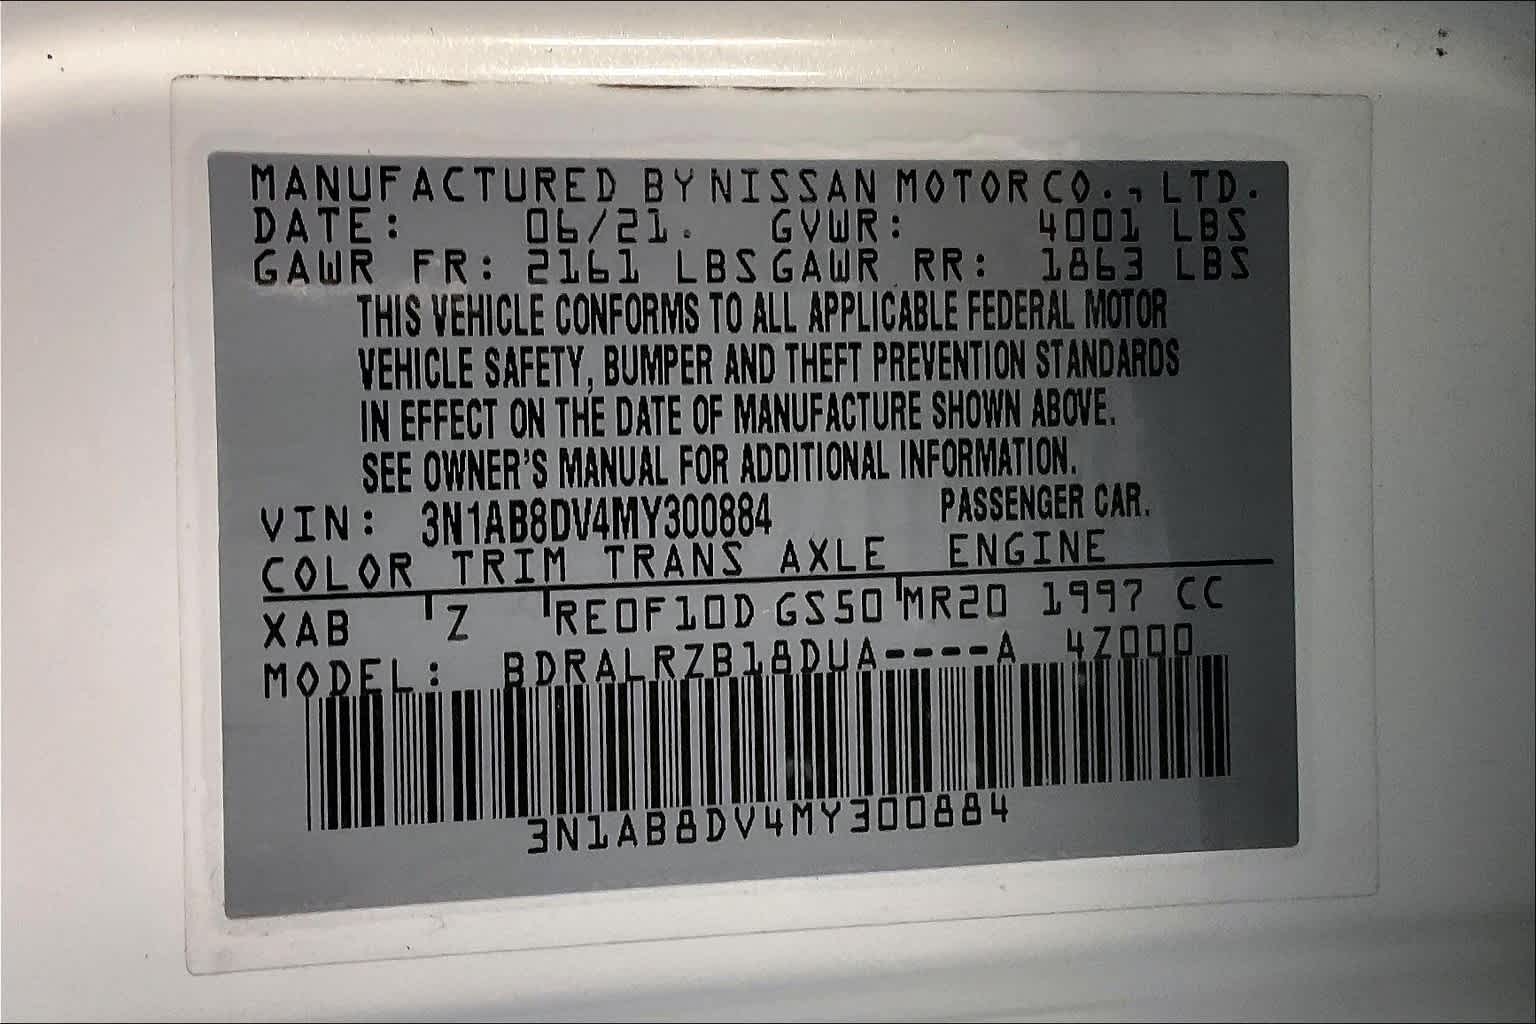 MANUFACTURED BY NISSAN MOTOR CO., LTD.
DATE: 06/21. GVWR: 4001 LBS
GAWR FR: 2161 LBS GAWR RR: 1863 LBS
THIS VEHICLE CONFORMS TO ALL APPLICABLE FEDERAL MOTOR
VEHICLE SAFETY, BUMPER AND THEFT PREVENTION STANDARDS
IN EFFECT ON THE DATE OF MANUFACTURE SHOWN ABOVE.
SEE OWNER'S MANUAL FOR ADDITIONAL INFORMATION.
VIN: 3N1AB8DV4MY300884 PASSENGER CAR.
COLOR TRIM TRANS AXLE ENGINE
XAB Z RE0F10D GS50 MR20 1997 CC
MODEL: BDRALRZB18DUA----A 4Z000
3N1AB8DV4MY300884